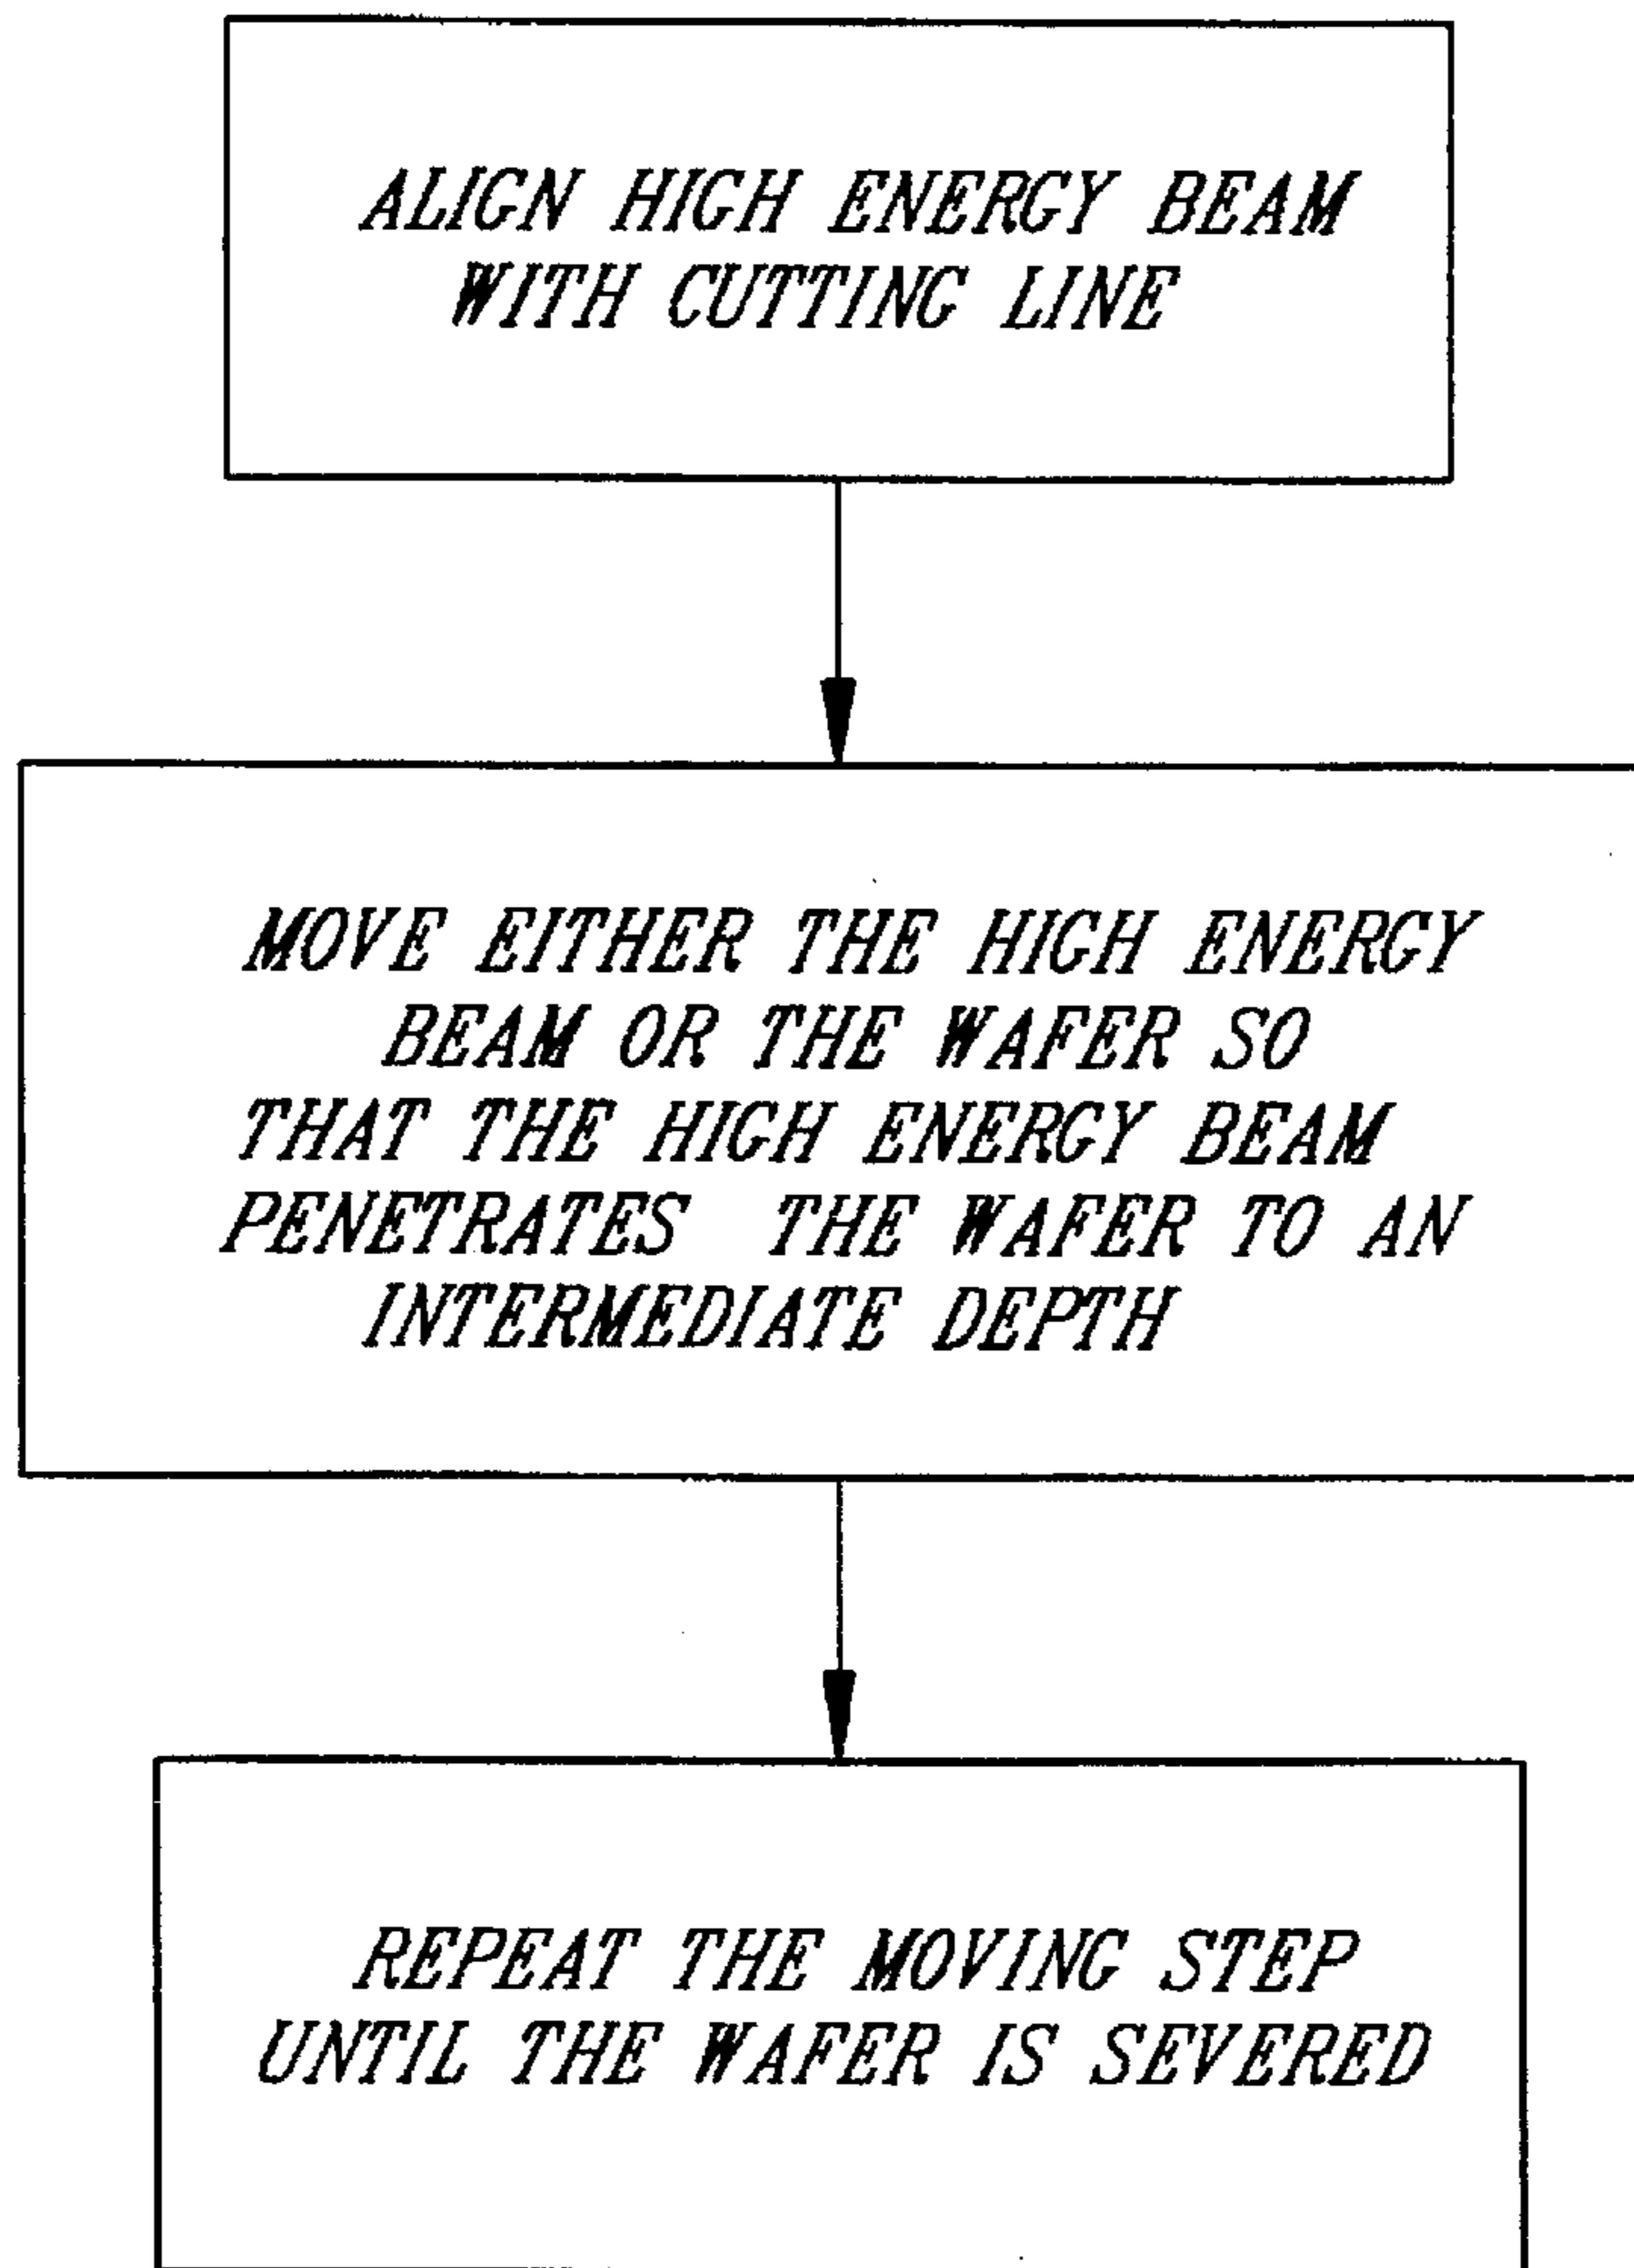 ALIGN HIGH ENERGY BEAM
WITH CUTTING LINE
MOVE EITHER THE HIGH ENERGY
BEAM OR THE WAFER SO
THAT THE HIGH ENERGY BEAM
PENETRATES THE WAFER TO AN
INTERMEDIATE DEPTH
REPEAT THE MOVING STEP
UNTIL THE WAFER IS SEVERED